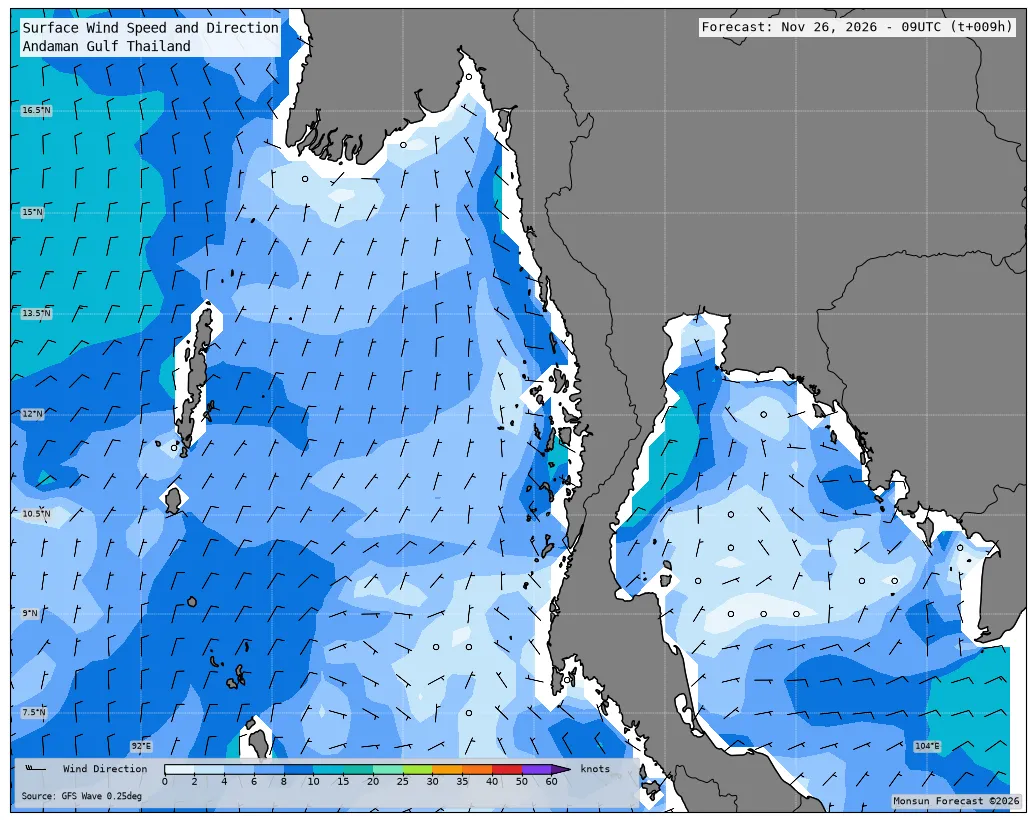 Surface Wind Speed and Direction
Andaman Gulf Thailand
Forecast: Nov 26, 2026 - 09UTC (t+009h)
16.5°N
15°N
13.5°N
12°N
10.5°N
9°N
7.5°N
92°E
104°E
Wind Direction
0 2 4 6 8 10 15 20 25 30 35 40 50 60
knots
Source: GFS Wave 0.25deg
Monsun Forecast ©2026